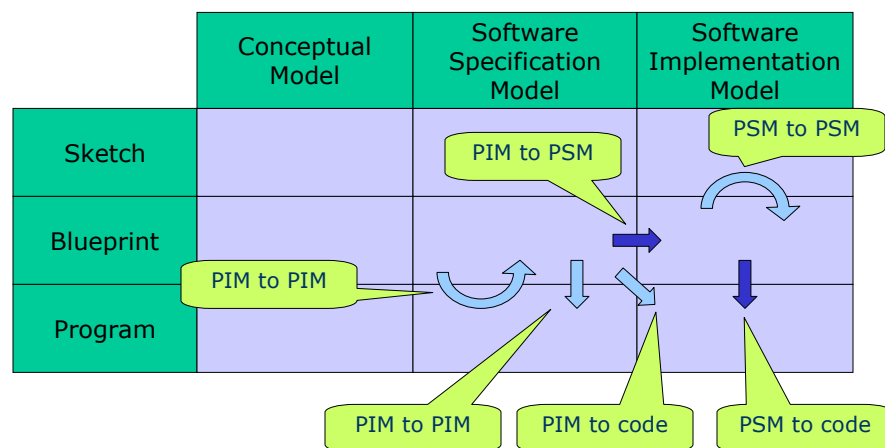 Conceptual
Model
Software
Specification
Model
Software
Implementation
Model
Sketch
PIM to PSM
PSM to PSM
Blueprint
PIM to PIM
Program
PIM to PIM
PIM to code
PSM to code